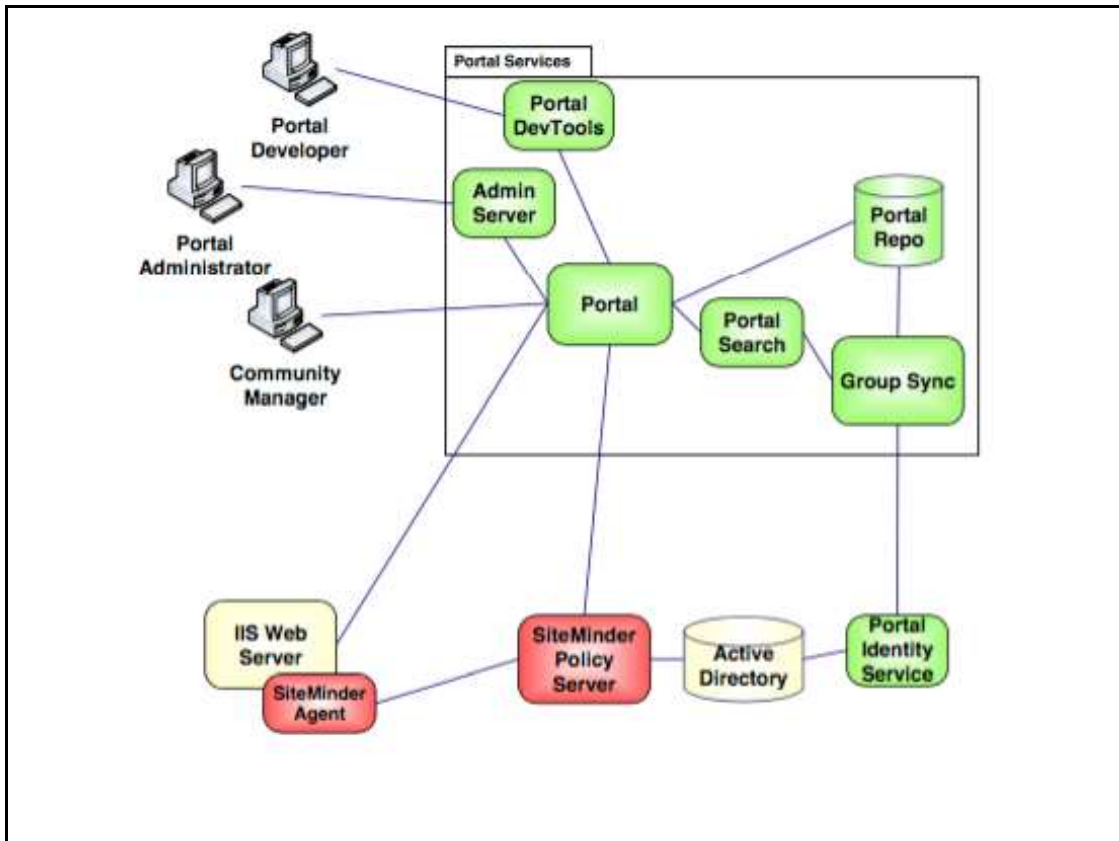 Portal Services
Portal
DevTools
Portal
Developer
Admin
Server
Portal
Administrator
Portal
Repo
Portal
Portal
Search
Community
Manager
Group Sync
IIS Web
Server
SiteMinder
Agent
SiteMinder
Policy
Server
Active
Directory
Portal
Identity
Service